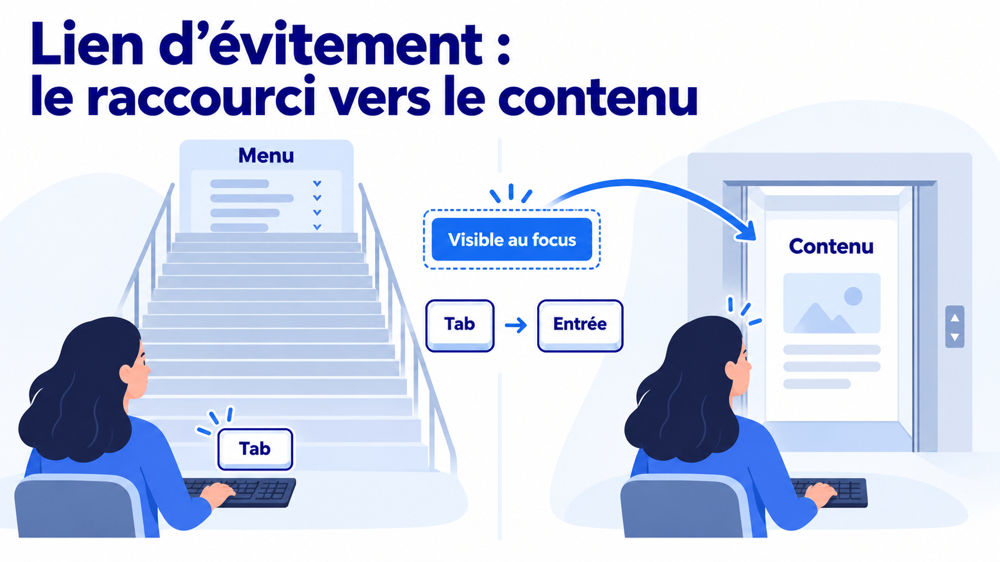 Lien d’évitement :
le raccourci vers le contenu
Menu
Visible au focus
Tab
Entrée
Contenu
Tab